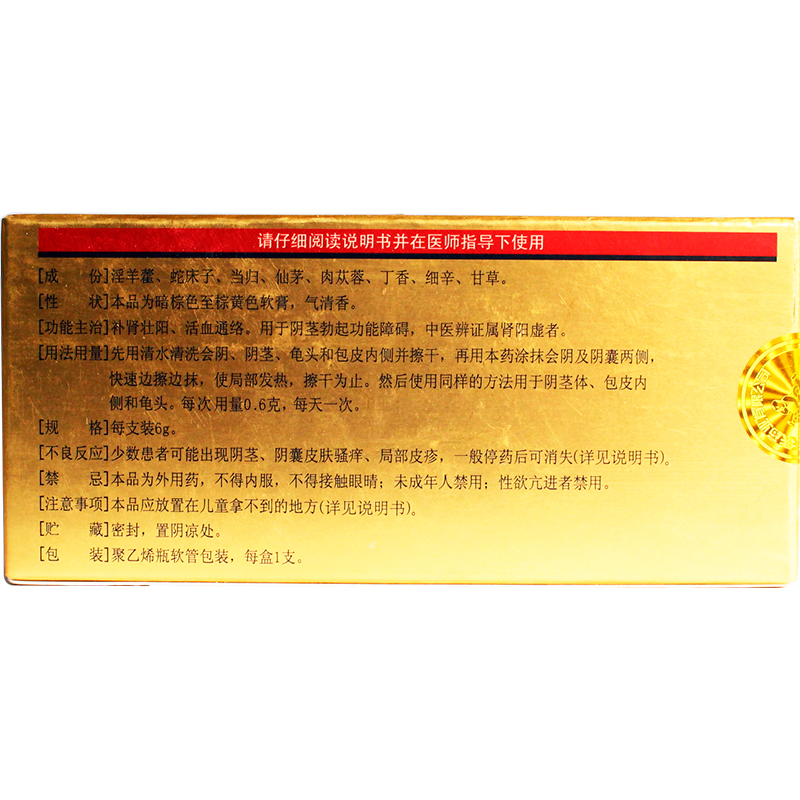 请仔细阅读说明书并在医师指导下使用
[成 份]淫羊藿、蛇床子、当归、仙茅、肉苁蓉、丁香、细辛、甘草。
[性 状]本品为暗棕色至棕黄色软膏，气清香。
[功能主治]补肾壮阳、活血通络。用于阴茎勃起功能障碍，中医辨证属肾阳虚者。
[用法用量]先用清水清洗会阴、阴茎、龟头和包皮内侧并擦干，再用本药涂抹会阴及阴囊两侧，
快速边擦边抹，使局部发热，擦干为止。然后使用同样的方法用于阴茎体、包皮内
侧和龟头。每次用量0.6克，每天一次。
[规 格]每支装6g。
[不良反应]少数患者可能出现阴茎、阴囊皮肤骚痒、局部皮疹，一般停药后可消失(详见说明书)。
[禁 忌]本品为外用药，不得内服，不得接触眼睛；未成年人禁用；性欲亢进者禁用。
[注意事项]本品应放置在儿童拿不到的地方(详见说明书)。
[贮 藏]密封，置阴凉处。
[包 装]聚乙烯瓶软管包装，每盒1支。